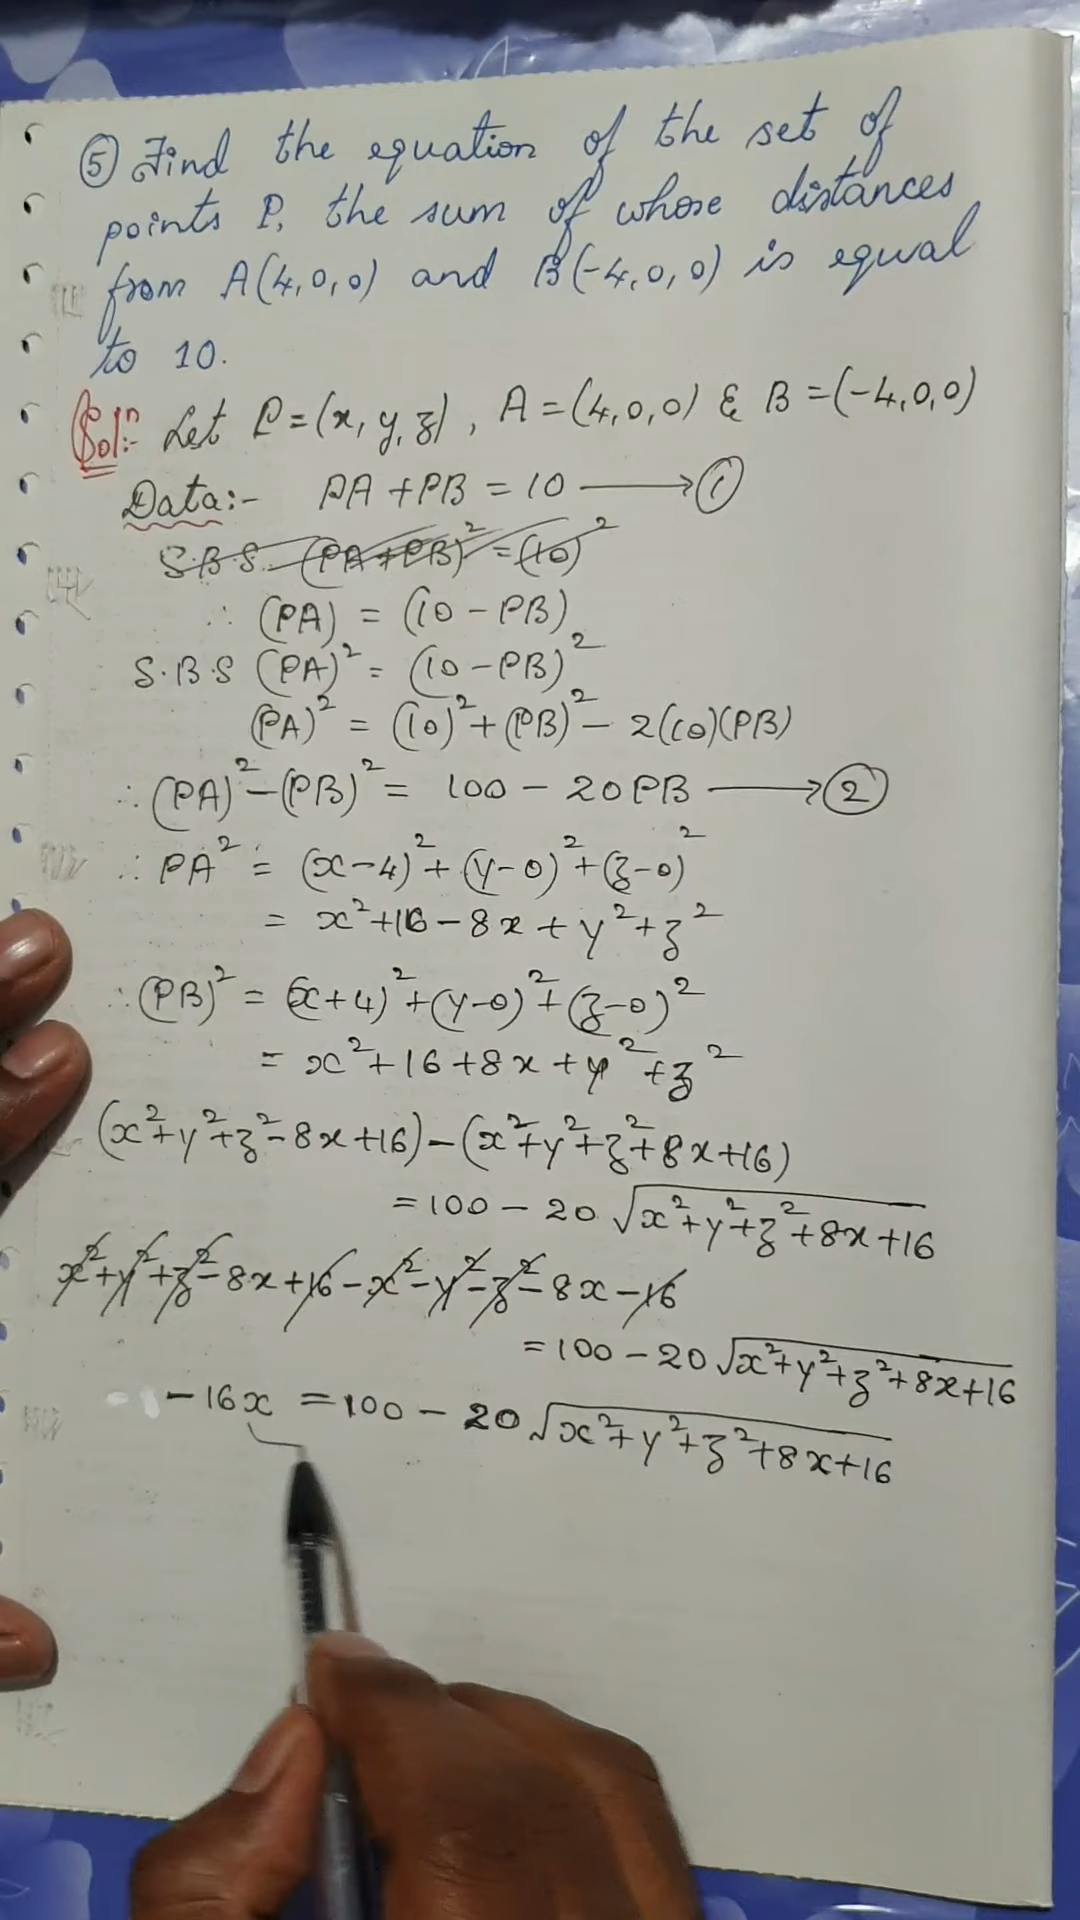 ⑤ Find the equation of the set of
points P, the sum of whose distances
from A(4,0,0) and B(-4,0,0) is equal
to 10.
Solⁿ:- Let P=(x,y,z), A=(4,0,0) & B=(-4,0,0)
Data:- PA+PB = 10 → ①
S.B.S. (PA+PB)² = (10)²
∴ (PA) = (10-PB)
S.B.S (PA)² = (10-PB)²
(PA)² = (10)²+(PB)²- 2(10)(PB)
∴ (PA)²-(PB)² = 100 - 20PB → ②
∴ PA² = (x-4)²+(y-0)²+(z-0)²
= x²+16-8x+y²+z²
∴ (PB)² = (x+4)²+(y-0)²+(z-0)²
= x²+16+8x+y²+z²
(x²+y²+z²-8x+16)-(x²+y²+z²+8x+16)
=100 - 20 √x²+y²+z²+8x+16
x²+y²+z²-8x+16-x²-y²-z²-8x-16
=100-20√x²+y²+z²+8x+16
-16x =100-20√x²+y²+z²+8x+16